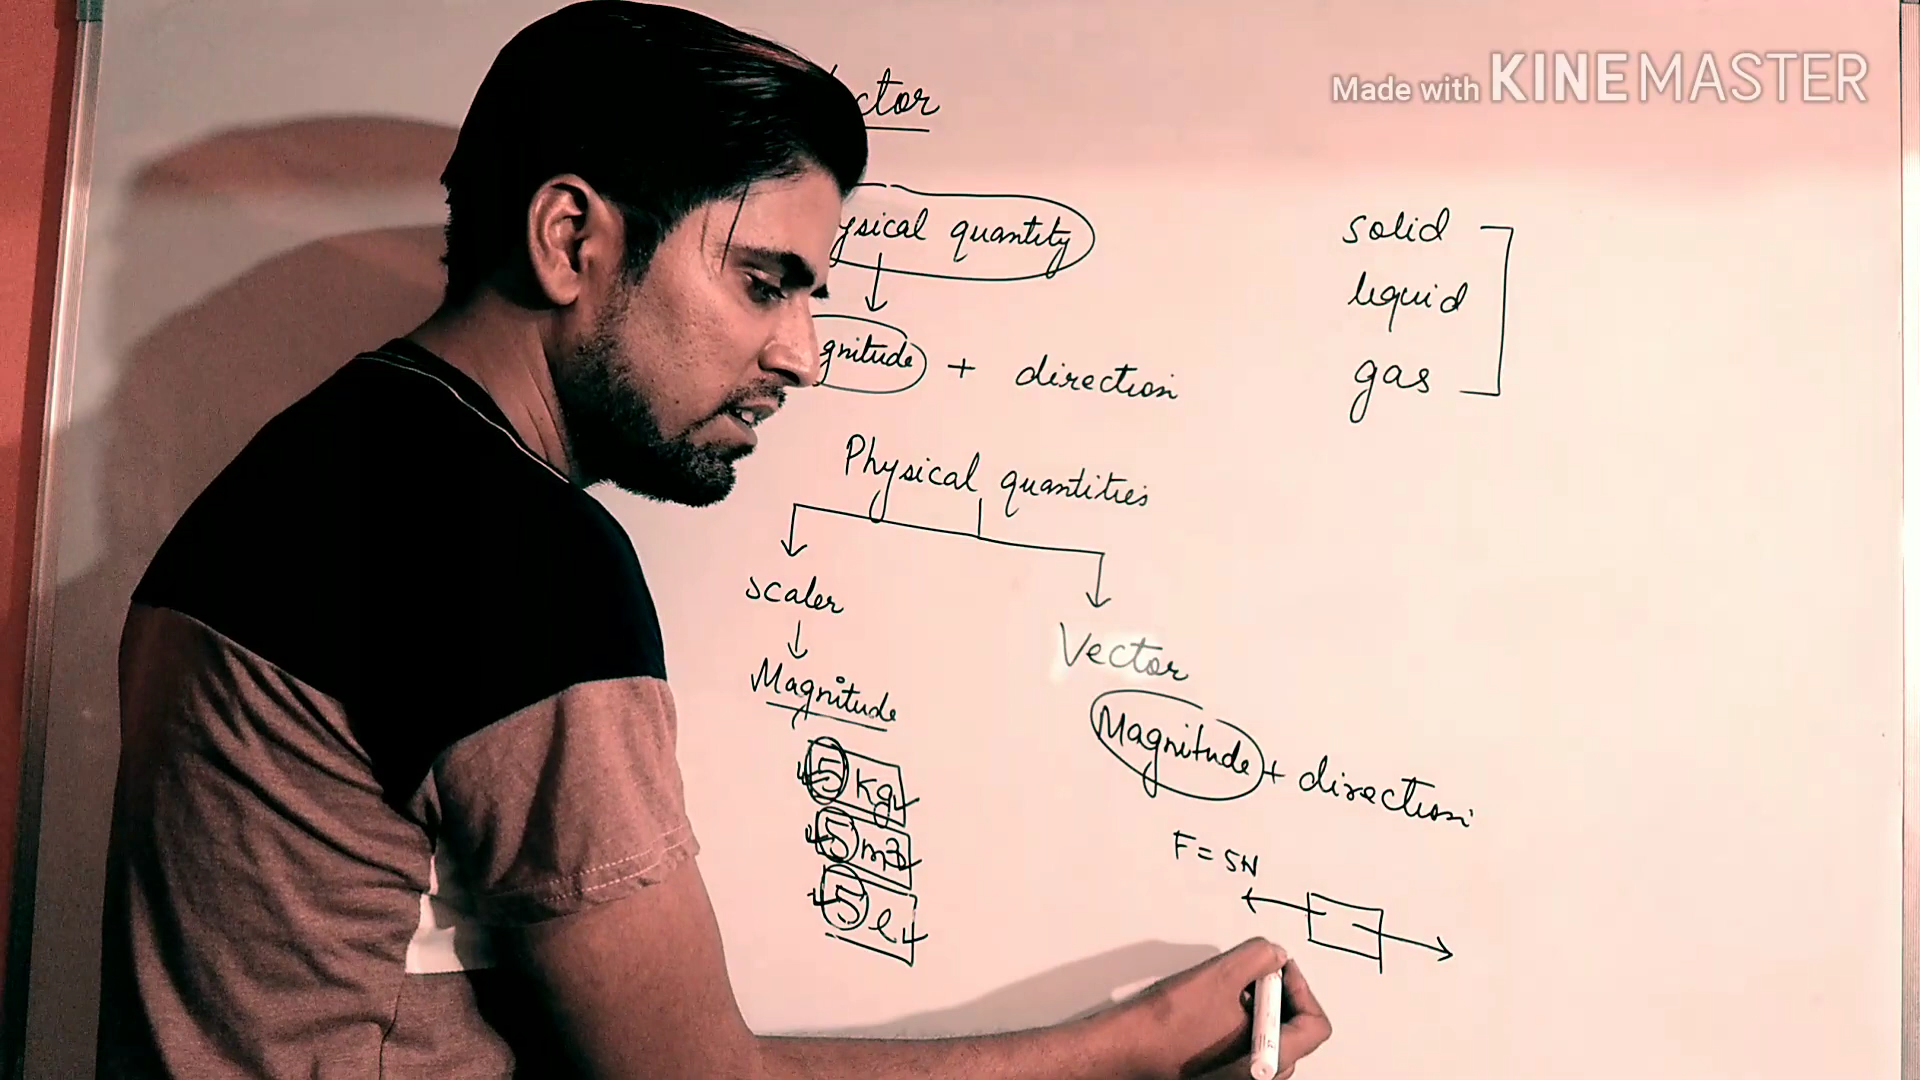 ctor
Made with KINEMASTER
ysical quantity
gnitude + direction
solid
liquid
gas
Physical quantities
scaler
Vector
Magnitude
Magnitude + direction
5 kg
5 m3
5 l
F = 5N